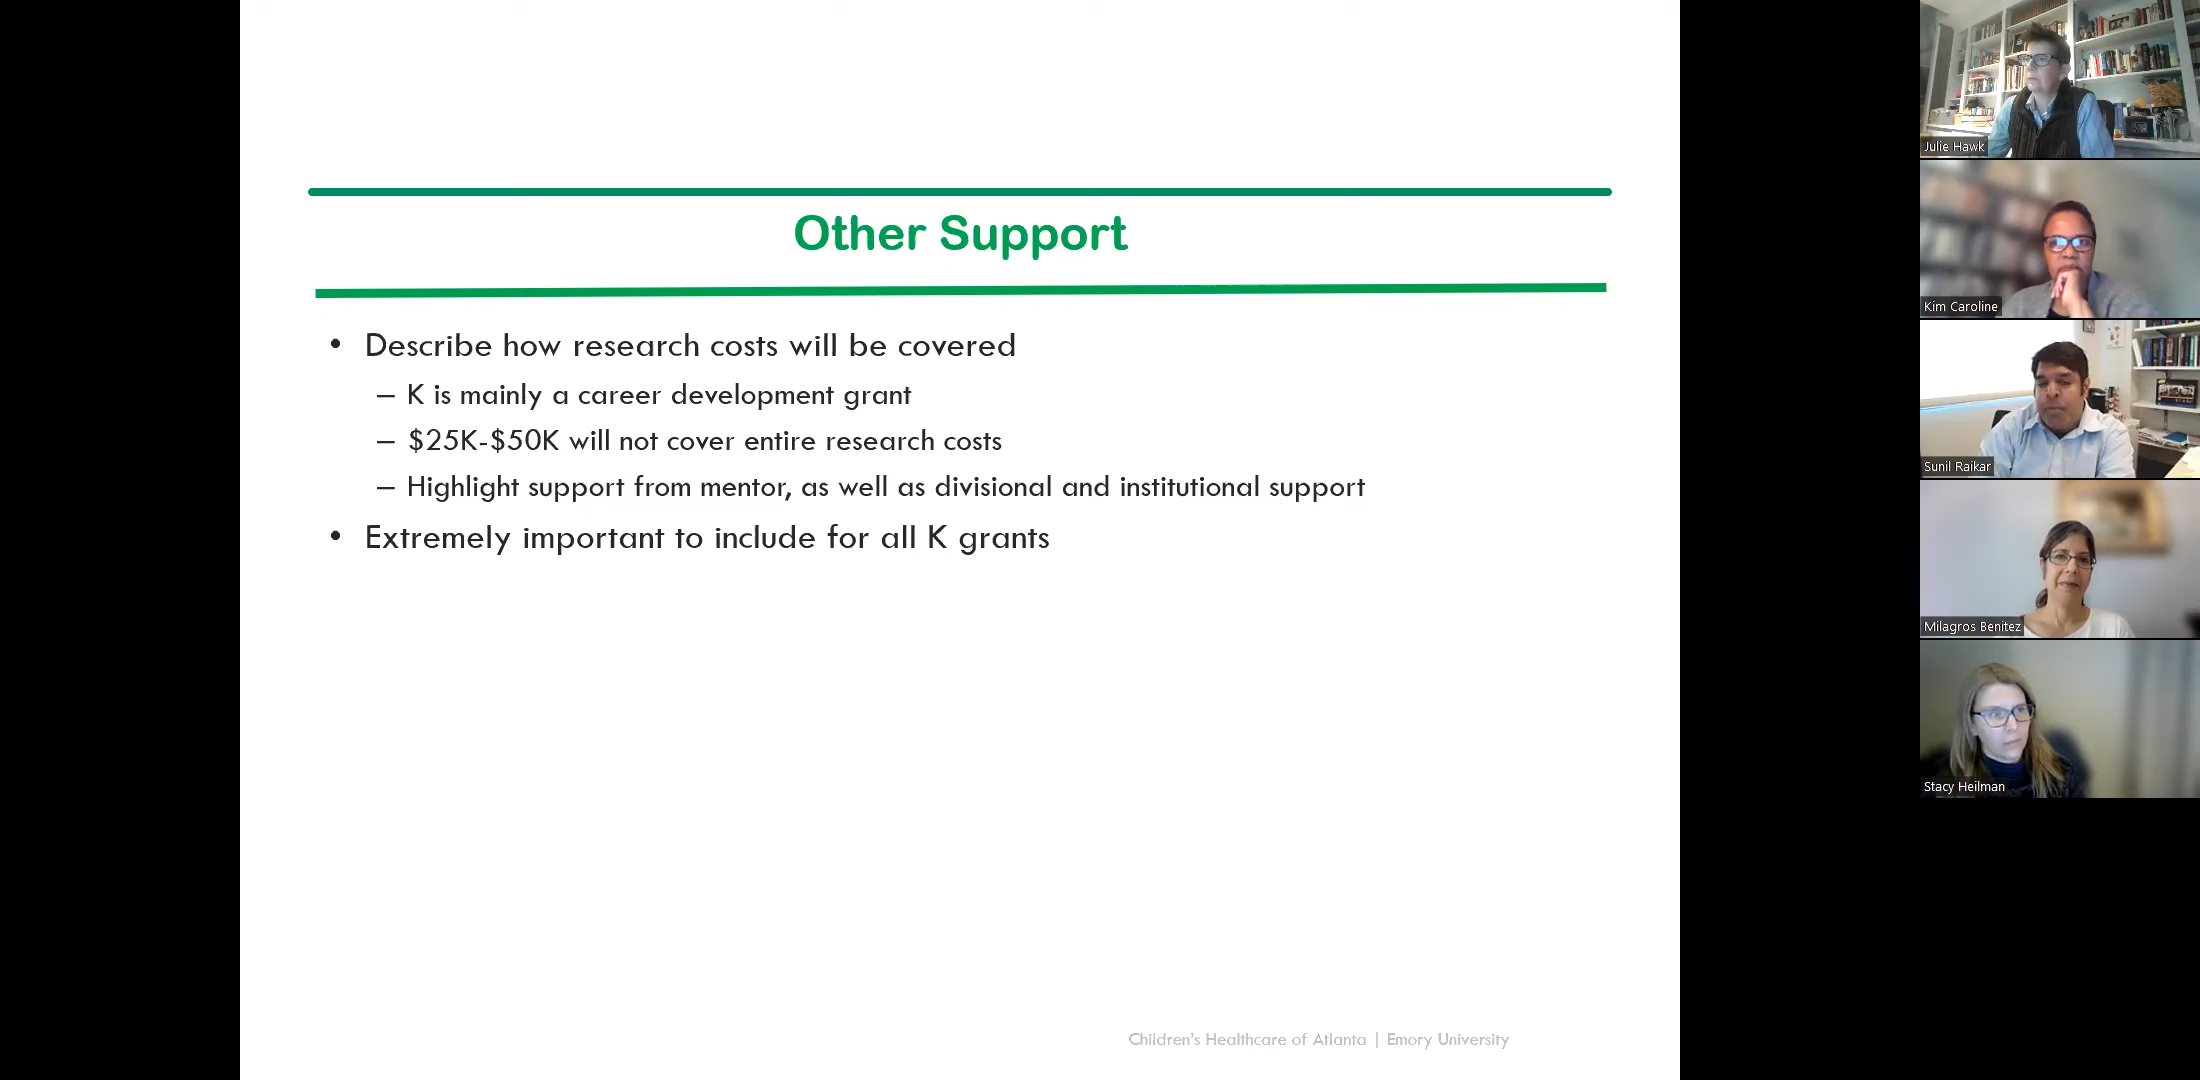 Other Support
• Describe how research costs will be covered
– K is mainly a career development grant
– $25K-$50K will not cover entire research costs
– Highlight support from mentor, as well as divisional and institutional support
• Extremely important to include for all K grants
Children's Healthcare of Atlanta | Emory University
Julie Hawk
Kim Caroline
Sunil Raikar
Milagros Benitez
Stacy Heilman